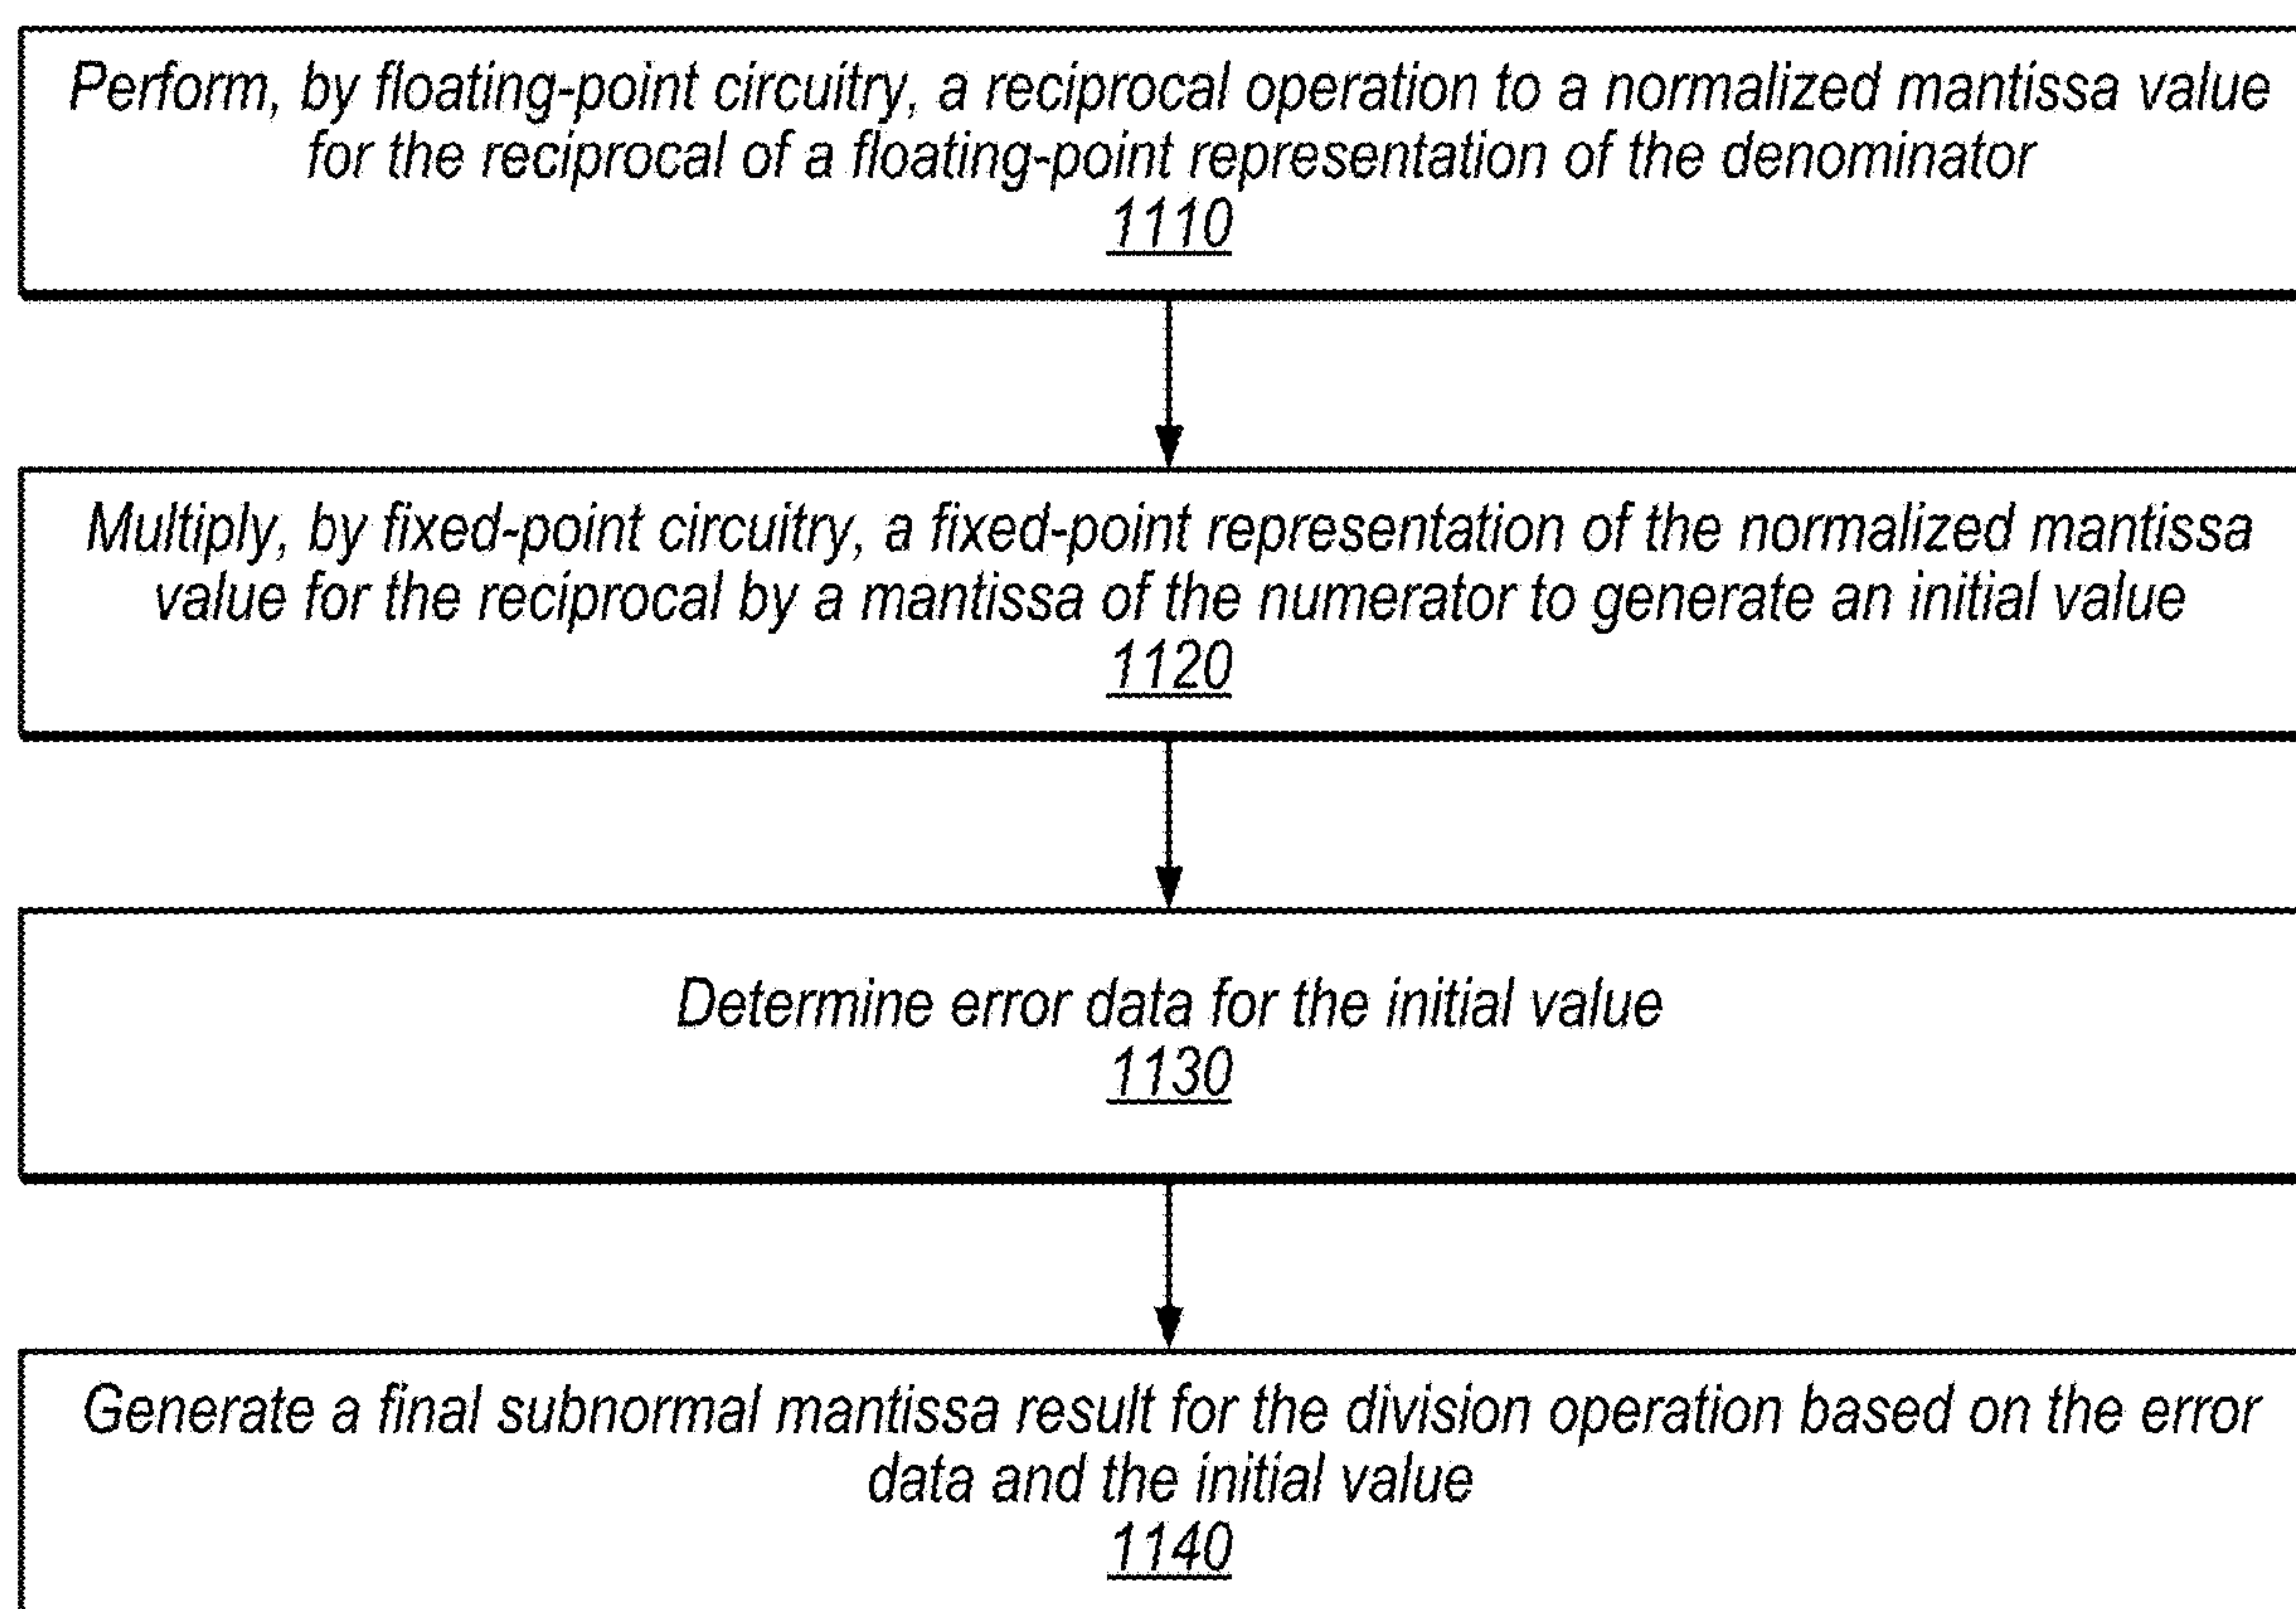 Perform, by floating-point circuitry, a reciprocal operation to a normalized mantissa value
for the reciprocal of a floating-point representation of the denominator
1110
Multiply, by fixed-point circuitry, a fixed-point representation of the normalized mantissa
value for the reciprocal by a mantissa of the numerator to generate an initial value
1120
Determine error data for the initial value
1130
Generate a final subnormal mantissa result for the division operation based on the error
data and the initial value
1140